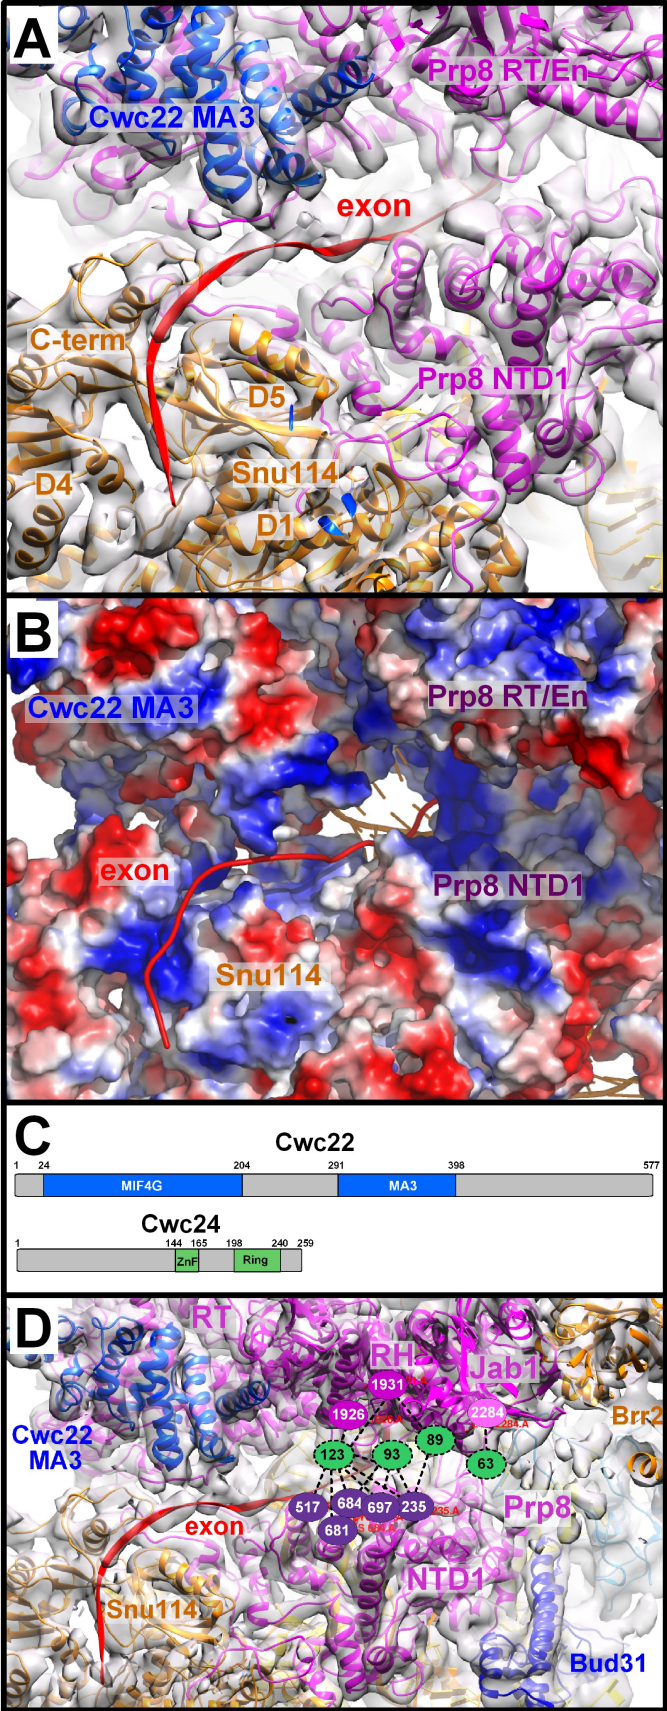 A
Prp8 RT/En
Cwc22 MA3
exon
C-term
Prp8 NTD1
D5
Snu114
D4
D1
B
Cwc22 MA3
Prp8 RT/En
exon
Prp8 NTD1
Snu114
C
Cwc22
1 24 204 291 398 577
MIF4G MA3
Cwc24
1 144 165 198 240 259
ZnF Ring
D
RT
RH
Jab1
1931
1926
2284
Brr2
Cwc22
MA3
89
123 93
63
517 684 697 235
Prp8
681
exon
NTD1
Snu114
Bud31